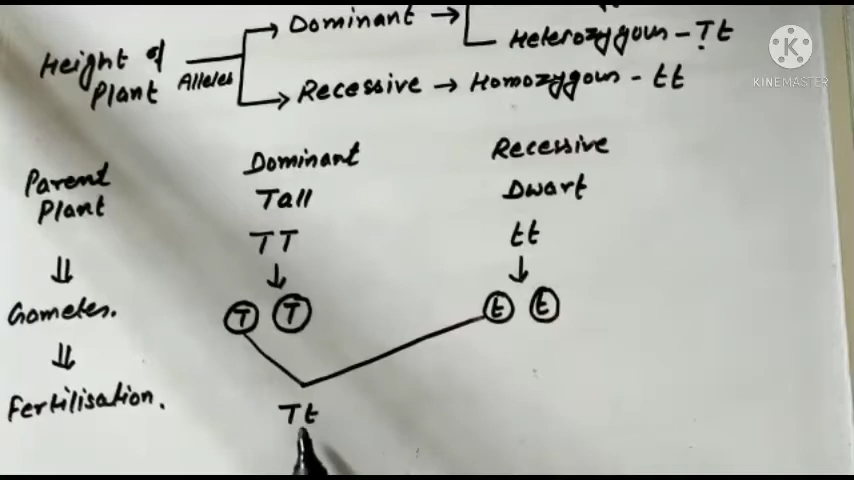 Dominant →
Heterozygous - Tt
Height of
Plant
Alleles
Recessive → Homozygous - tt
K
KINEMASTER
Parent
Plant
Dominant
Tall
TT
Recessive
Dwart
tt
Gametes.
T T
t t
Fertilisation.
Tt